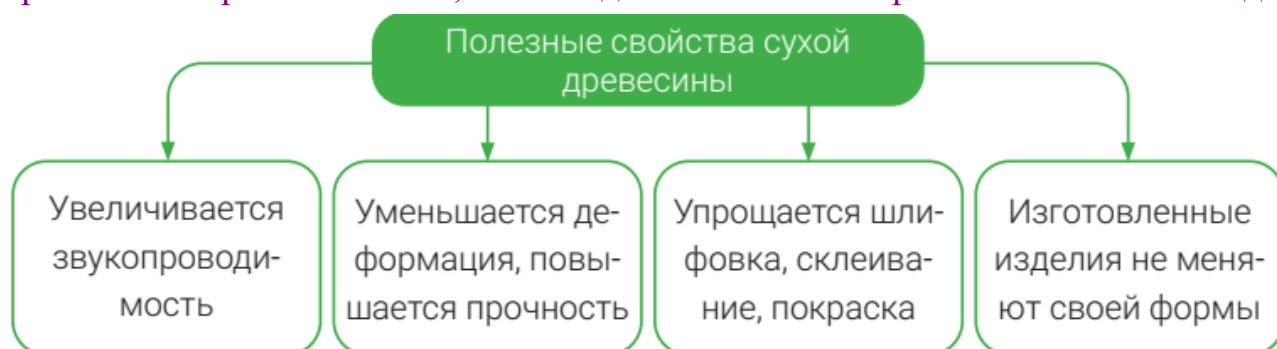 Полезные свойства сухой
древесины
Увеличивается
звукопроводи-
мость
Уменьшается де-
формация, повы-
шается прочность
Упрощается шли-
фовка, склеива-
ние, покраска
Изготовленные
изделия не меня-
ют своей формы